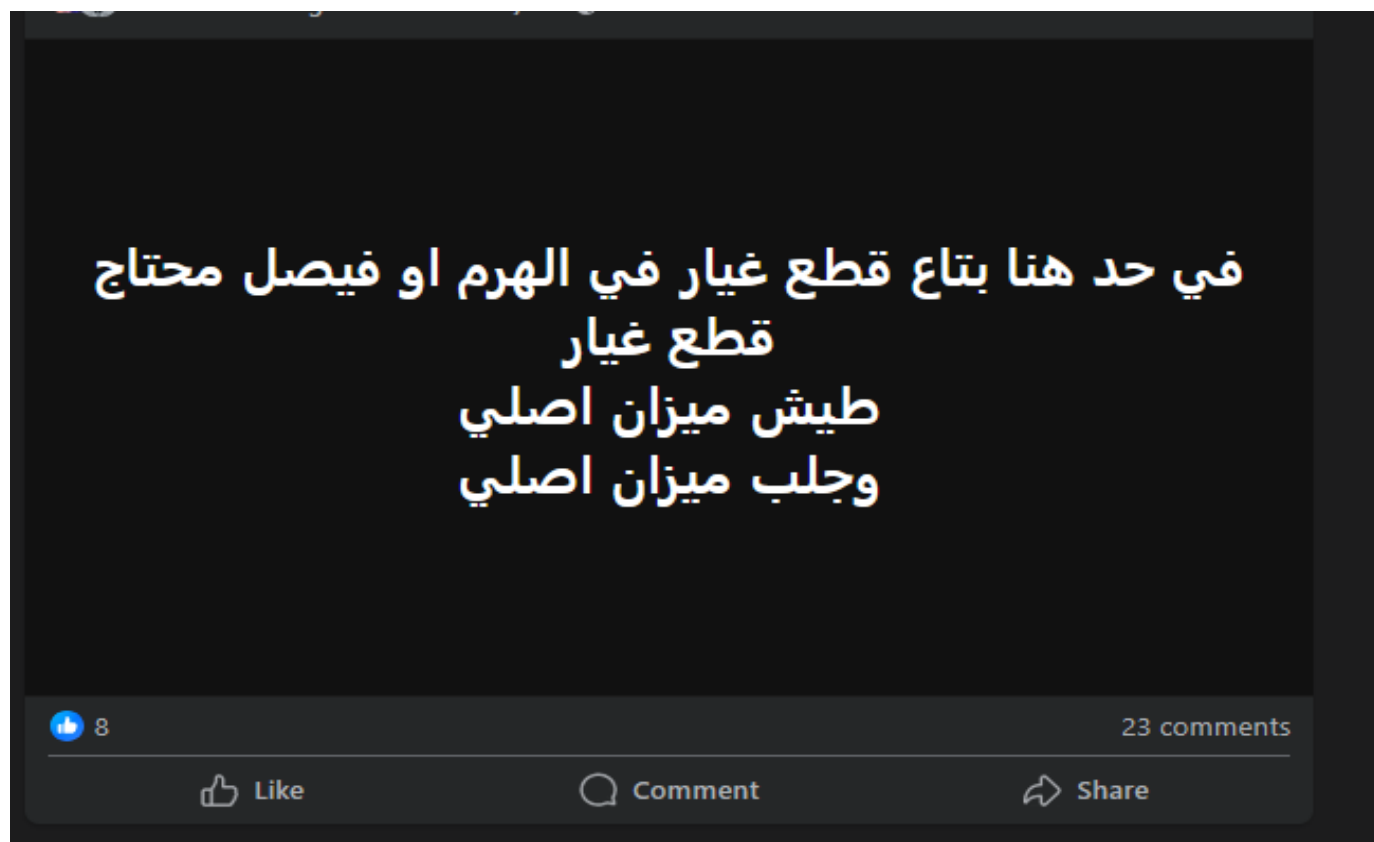 في حد هنا بتاع قطع غيار في الهرم او فيصل محتاج
قطع غيار
طيش ميزان اصلي
وجلب ميزان اصلي
8
23 comments
Like
Comment
Share